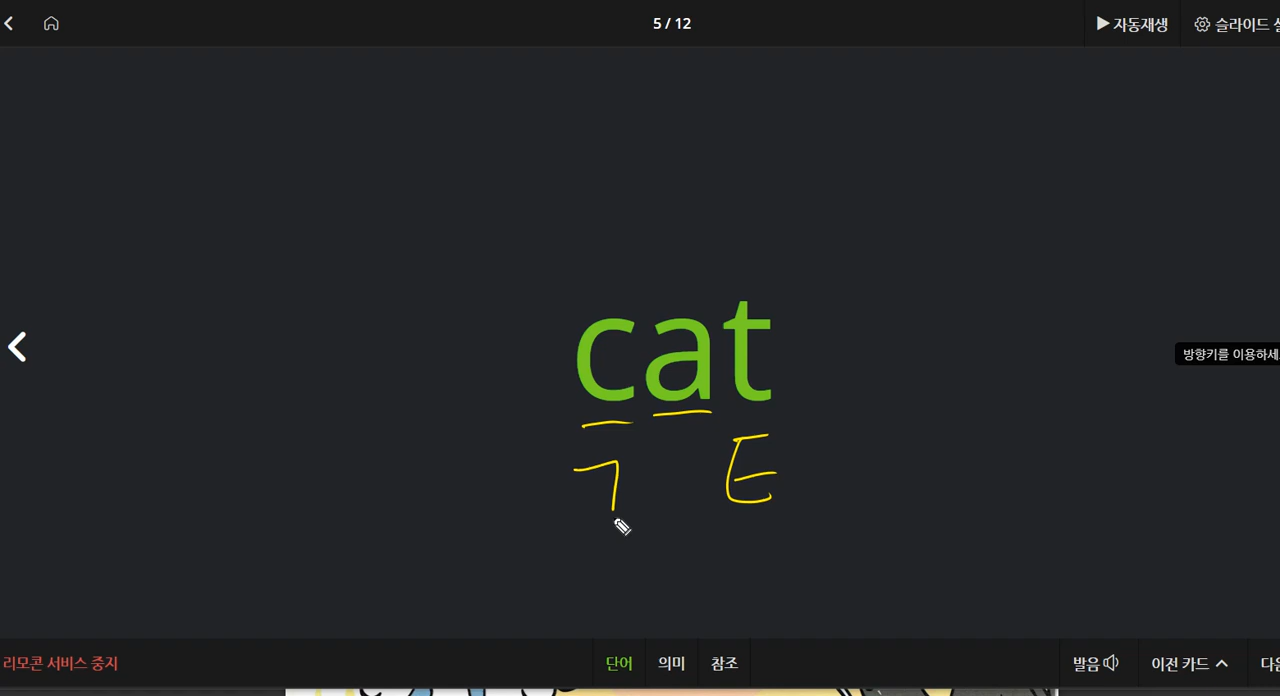 5 / 12
자동재생
슬라이드
cat
방향키를 이용하세
ㄱ ㅌ
리모콘 서비스 중지
단어
의미
참조
발음
이전 카드
다음